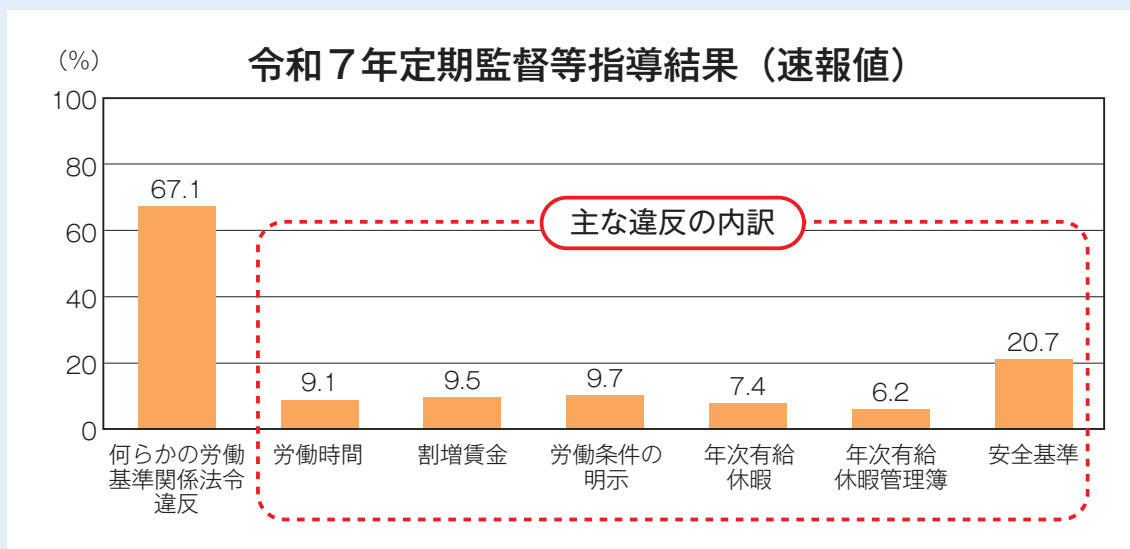 令和7年定期監督等指導結果（速報値）
（%）
100
80
60
40
20
0
67.1
主な違反の内訳
9.1
9.5
9.7
7.4
6.2
20.7
何らかの労働
基準関係法令
違反
労働時間
割増賃金
労働条件の
明示
年次有給
休暇
年次有給
休暇管理簿
安全基準